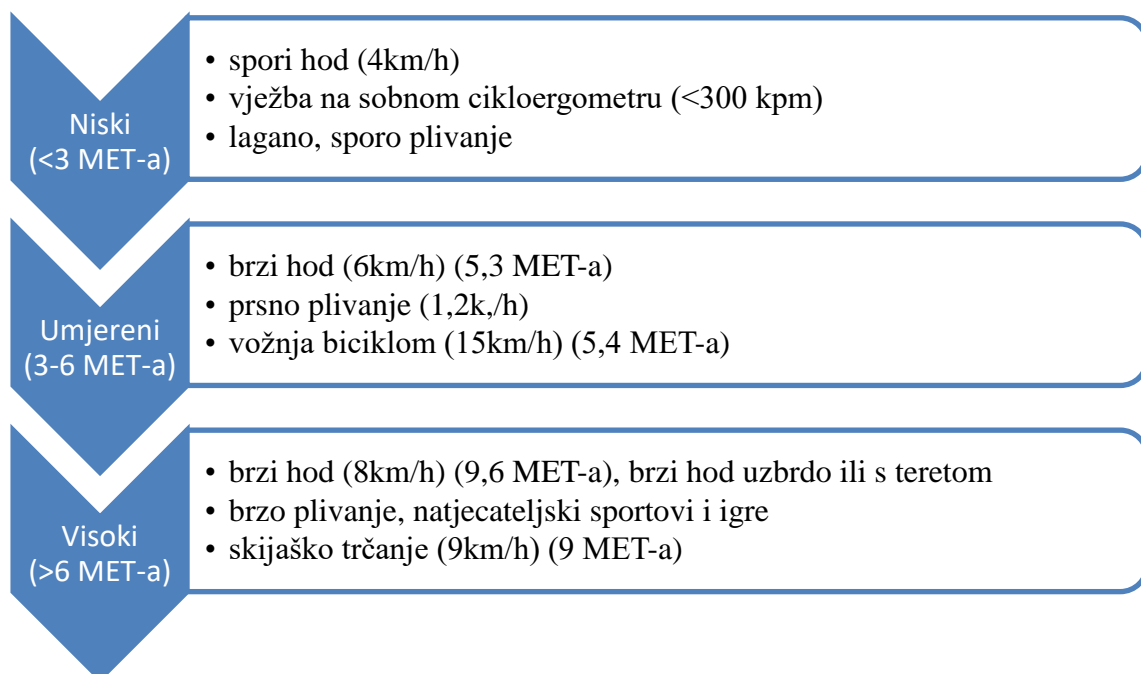 Niski
(<3 MET-a)
• spori hod (4km/h)
• vježba na sobnom cikloergometru (<300 kpm)
• lagano, sporo plivanje
Umjereni
(3-6 MET-a)
• brzi hod (6km/h) (5,3 MET-a)
• prsno plivanje (1,2k,/h)
• vožnja biciklom (15km/h) (5,4 MET-a)
Visoki
(>6 MET-a)
• brzi hod (8km/h) (9,6 MET-a), brzi hod uzbrdo ili s teretom
• brzo plivanje, natjecateljski sportovi i igre
• skijaško trčanje (9km/h) (9 MET-a)